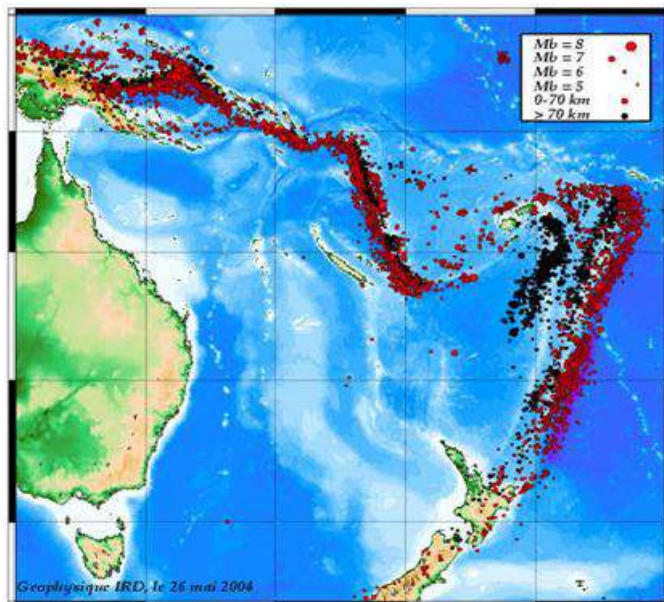 Mb = 8
Mb = 7
Mb = 6
Mb = 5
0-70 km
> 70 km
Geophysique IRD, le 26 mai 2004